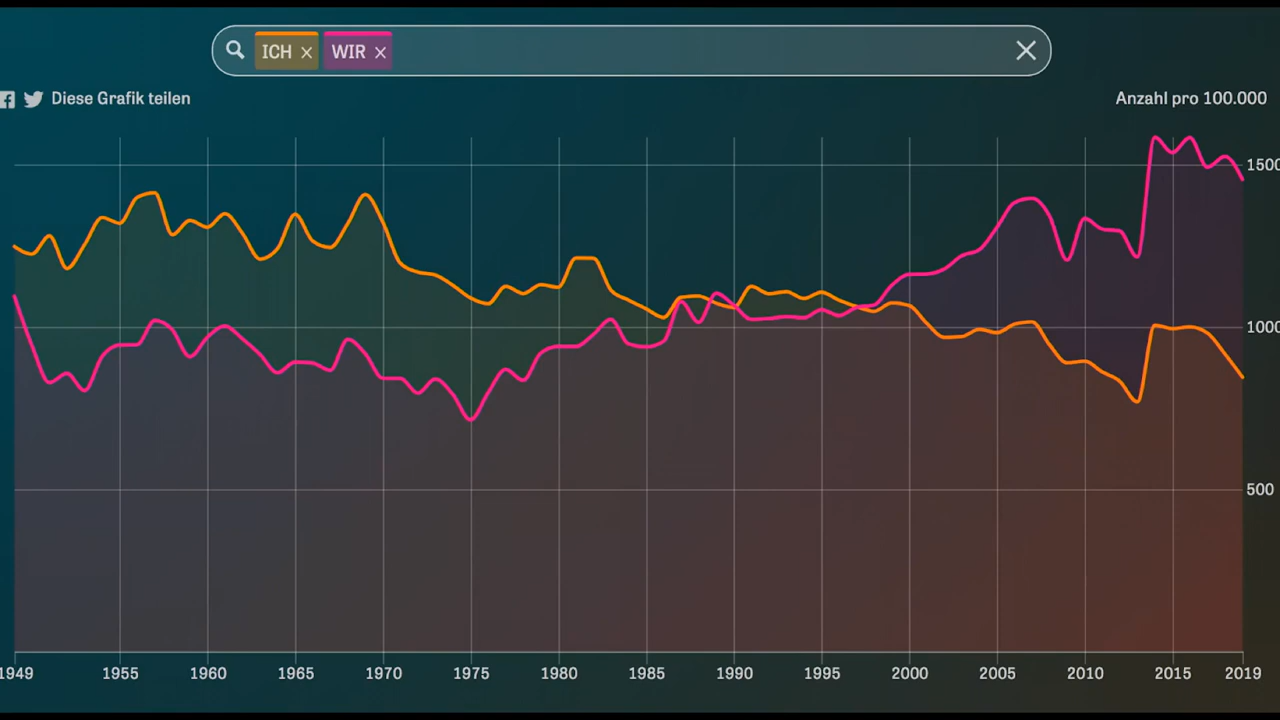 ICH × WIR ×
Diese Grafik teilen
Anzahl pro 100.000
1500
1000
500
1949 1955 1960 1965 1970 1975 1980 1985 1990 1995 2000 2005 2010 2015 2019